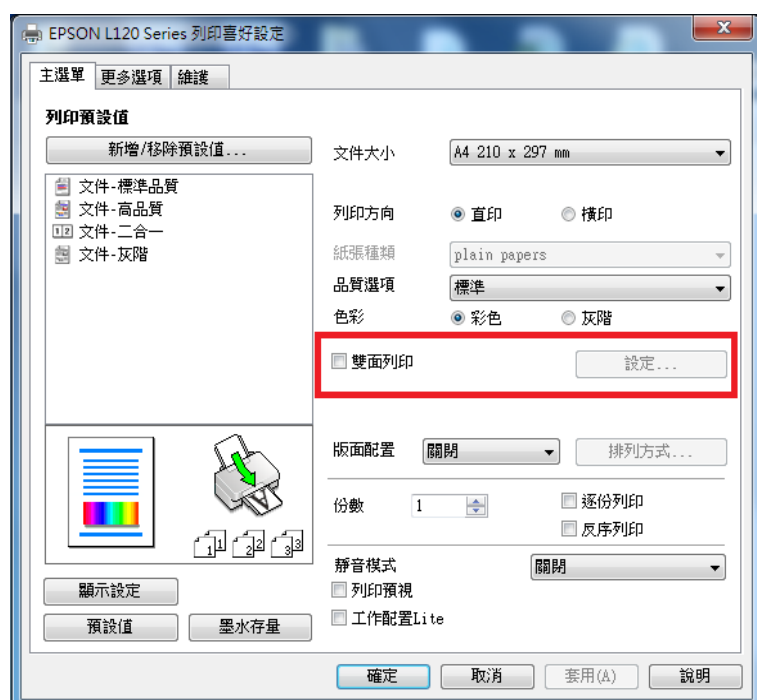 EPSON L120 Series 列印喜好設定
主選單 更多選項 維護
列印預設值
新增/移除預設值...
文件-標準品質
文件-高品質
12 文件-二合一
文件-灰階
文件大小 A4 210 x 297 mm
列印方向 直印 橫印
紙張種類 plain papers
品質選項 標準
色彩 彩色 灰階
雙面列印 設定...
版面配置 關閉 排列方式...
份數 1 逐份列印
反序列印
1 1 2 2 3 3
靜音模式 關閉
列印預視
工作配置Lite
顯示設定
預設值 墨水存量
確定 取消 套用(A) 說明